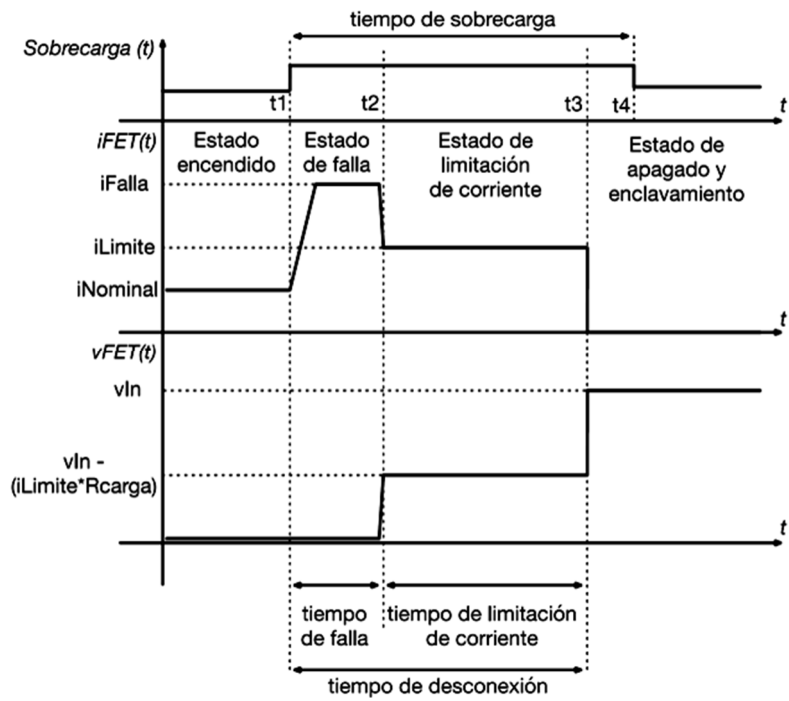 tiempo de sobrecarga
Sobrecarga (t)
t1
t2
t3
t4
t
iFET(t)
Estado
encendido
Estado
de falla
Estado de
limitación
de corriente
Estado de
apagado y
enclavamiento
iFalla
iLimite
iNominal
t
vFET(t)
vIn
vIn -
(iLimite*Rcarga)
t
tiempo
de falla
tiempo de limitación
de corriente
tiempo de desconexión